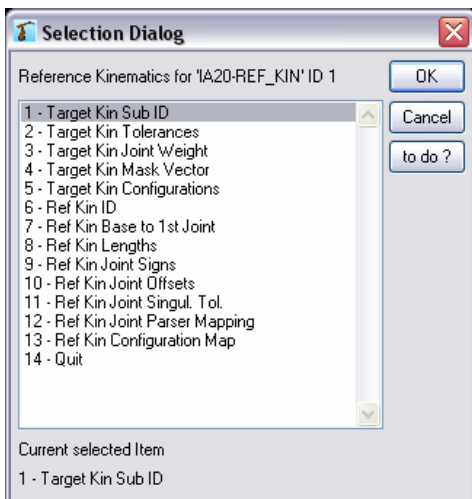 Selection Dialog
Reference Kinematics for 'IA20-REF_KIN' ID 1
OK
1 - Target Kin Sub ID
2 - Target Kin Tolerances
3 - Target Kin Joint Weight
4 - Target Kin Mask Vector
5 - Target Kin Configurations
6 - Ref Kin ID
7 - Ref Kin Base to 1st Joint
8 - Ref Kin Lengths
9 - Ref Kin Joint Signs
10 - Ref Kin Joint Offsets
11 - Ref Kin Joint Singul. Tol.
12 - Ref Kin Joint Parser Mapping
13 - Ref Kin Configuration Map
14 - Quit
Cancel
to do ?
Current selected Item
1 - Target Kin Sub ID